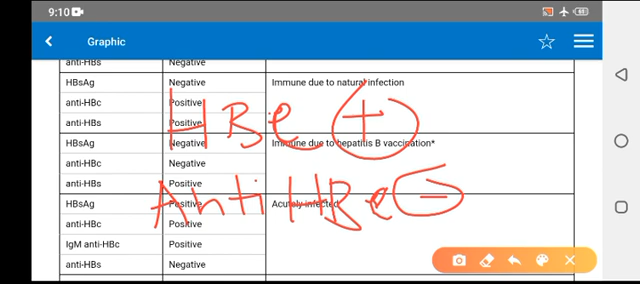 9:10
Graphic
anti-HBs Negative
HBsAg Negative Immune due to natural infection
anti-HBc Positive
anti-HBs Positive
HBe (+)
HBsAg Negative Immune due to hepatitis B vaccination*
anti-HBc Negative
anti-HBs Positive
Anti HBe (-)
HBsAg Positive Acutely infected
anti-HBc Positive
IgM anti-HBc Positive
anti-HBs Negative